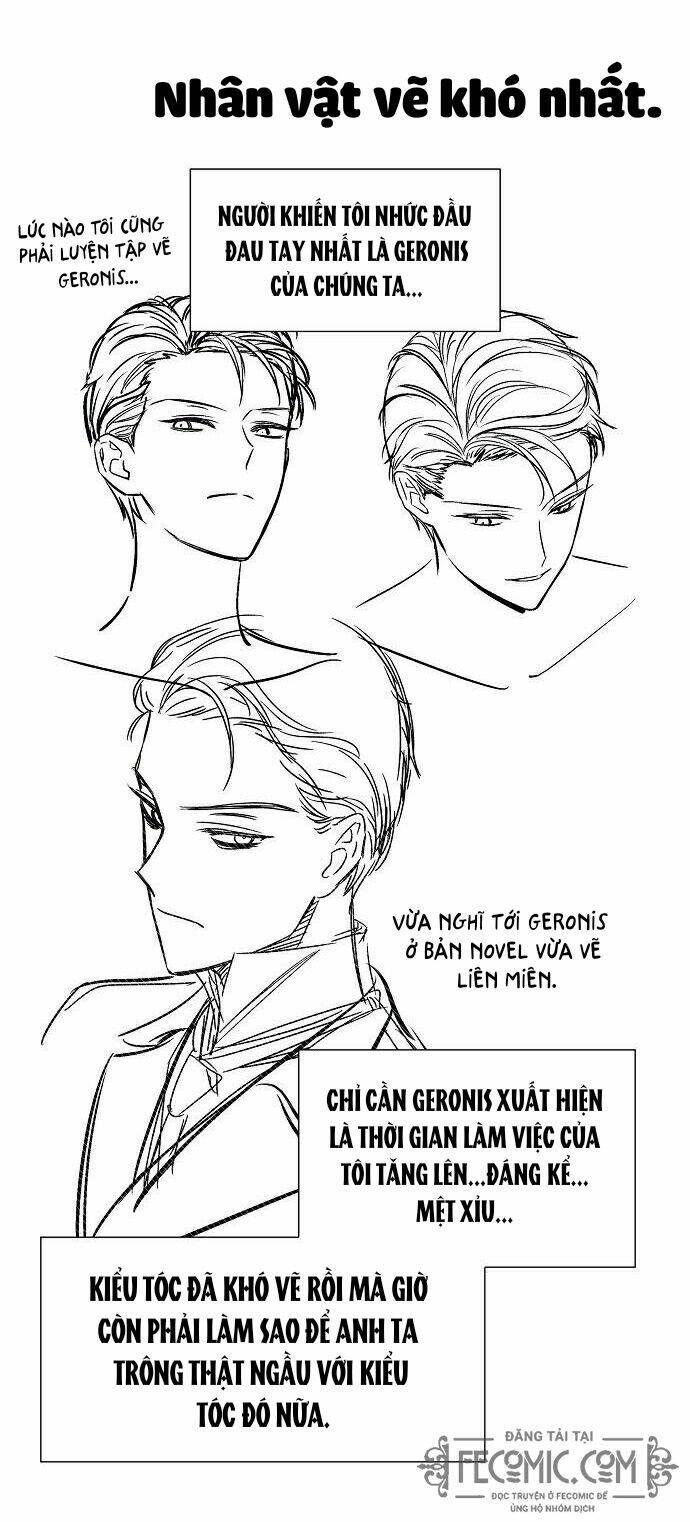 Nhân vật vẽ khó nhất.
NGƯỜI KHIẾN TÔI NHỨC ĐẦU
ĐAU TAY NHẤT LÀ GERONIS
CỦA CHÚNG TA...
LÚC NÀO TÔI CŨNG
PHẢI LUYỆN TẬP VẼ
GERONIS...
VỪA NGHĨ TỚI GERONIS
Ở BẢN NOVEL VỪA VẼ
LIÊN MIÊN.
CHỈ CẦN GERONIS XUẤT HIỆN
LÀ THỜI GIAN LÀM VIỆC CỦA
TÔI TĂNG LÊN...ĐÁNG KỂ...
MỆT XỈU...
KIỂU TÓC ĐÃ KHÓ VẼ RỒI MÀ GIỜ
CÒN PHẢI LÀM SAO ĐỂ ANH TA
TRÔNG THẬT NGẦU VỚI KIỂU
TÓC ĐÓ NỮA.
ĐĂNG TẢI TẠI
FECOMIC.COM
ĐỌC TRUYỆN Ở FECOMIC ĐỂ
ỦNG HỘ NHÓM DỊCH